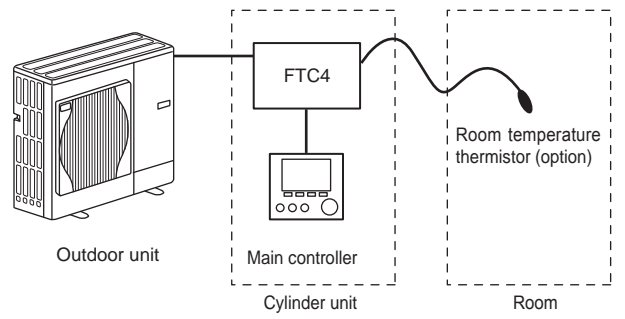 FTC4
Room temperature
thermistor (option)
Outdoor unit
Main controller
Cylinder unit
Room